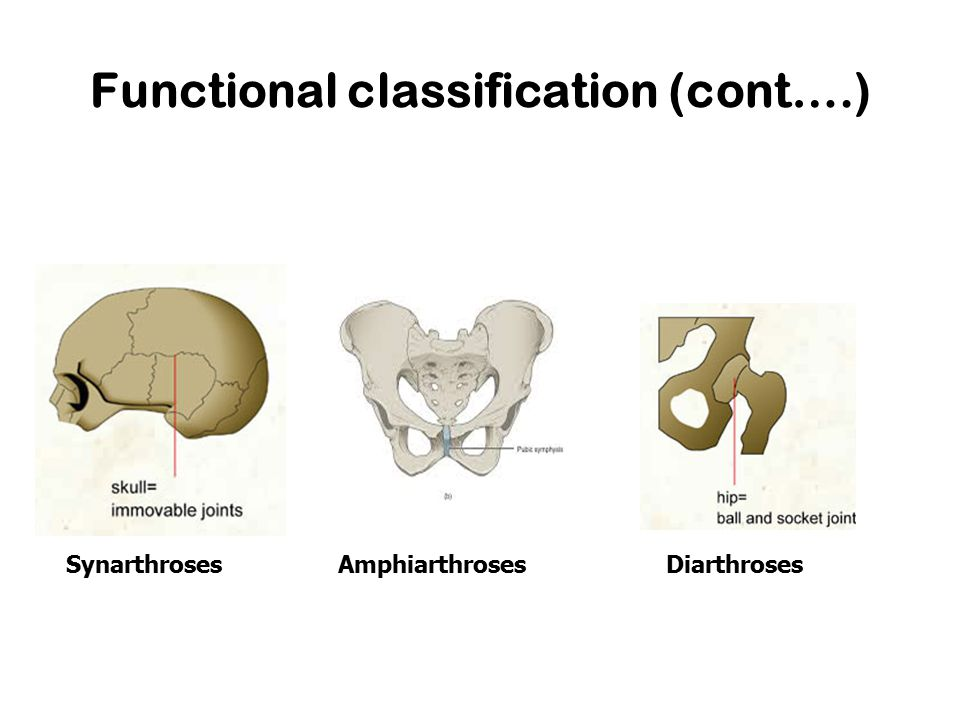 Functional classification (cont....)
skull=
immovable joints
Pubic symphysis
(b)
hip=
ball and socket joint
Synarthroses
Amphiarthroses
Diarthroses